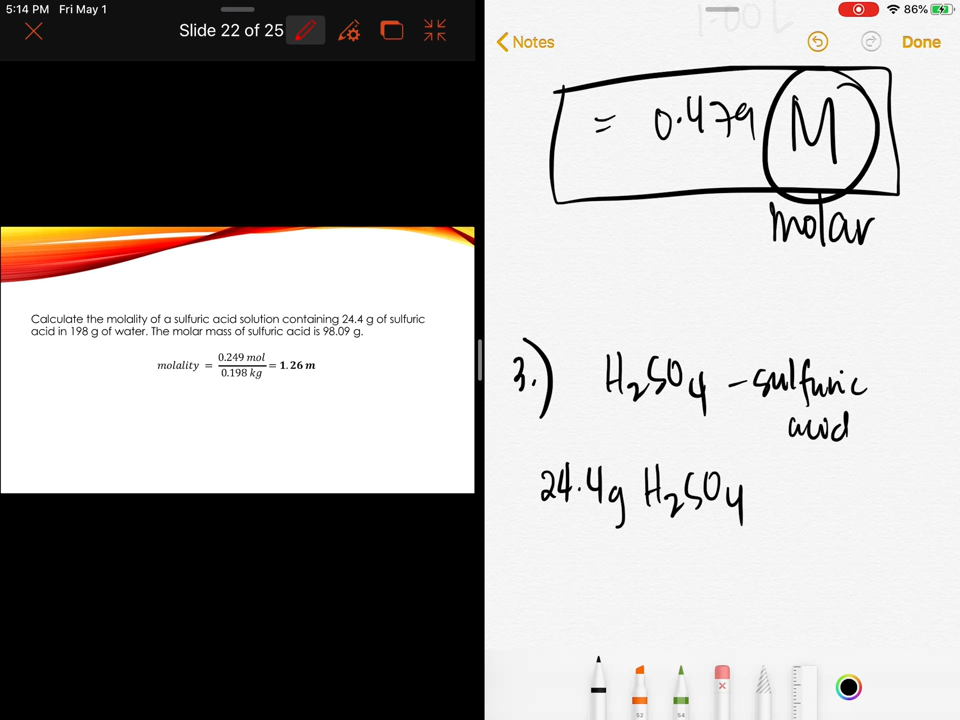 5:14 PM Fri May 1
86%
Slide 22 of 25
Notes
Done
= 0.479 M
molar
Calculate the molality of a sulfuric acid solution containing 24.4 g of sulfuric
acid in 198 g of water. The molar mass of sulfuric acid is 98.09 g.
molality = 0.249 mol / 0.198 kg = 1.26 m
3.) H₂SO₄ - sulfuric
acid
24.4g H₂SO₄
52
54